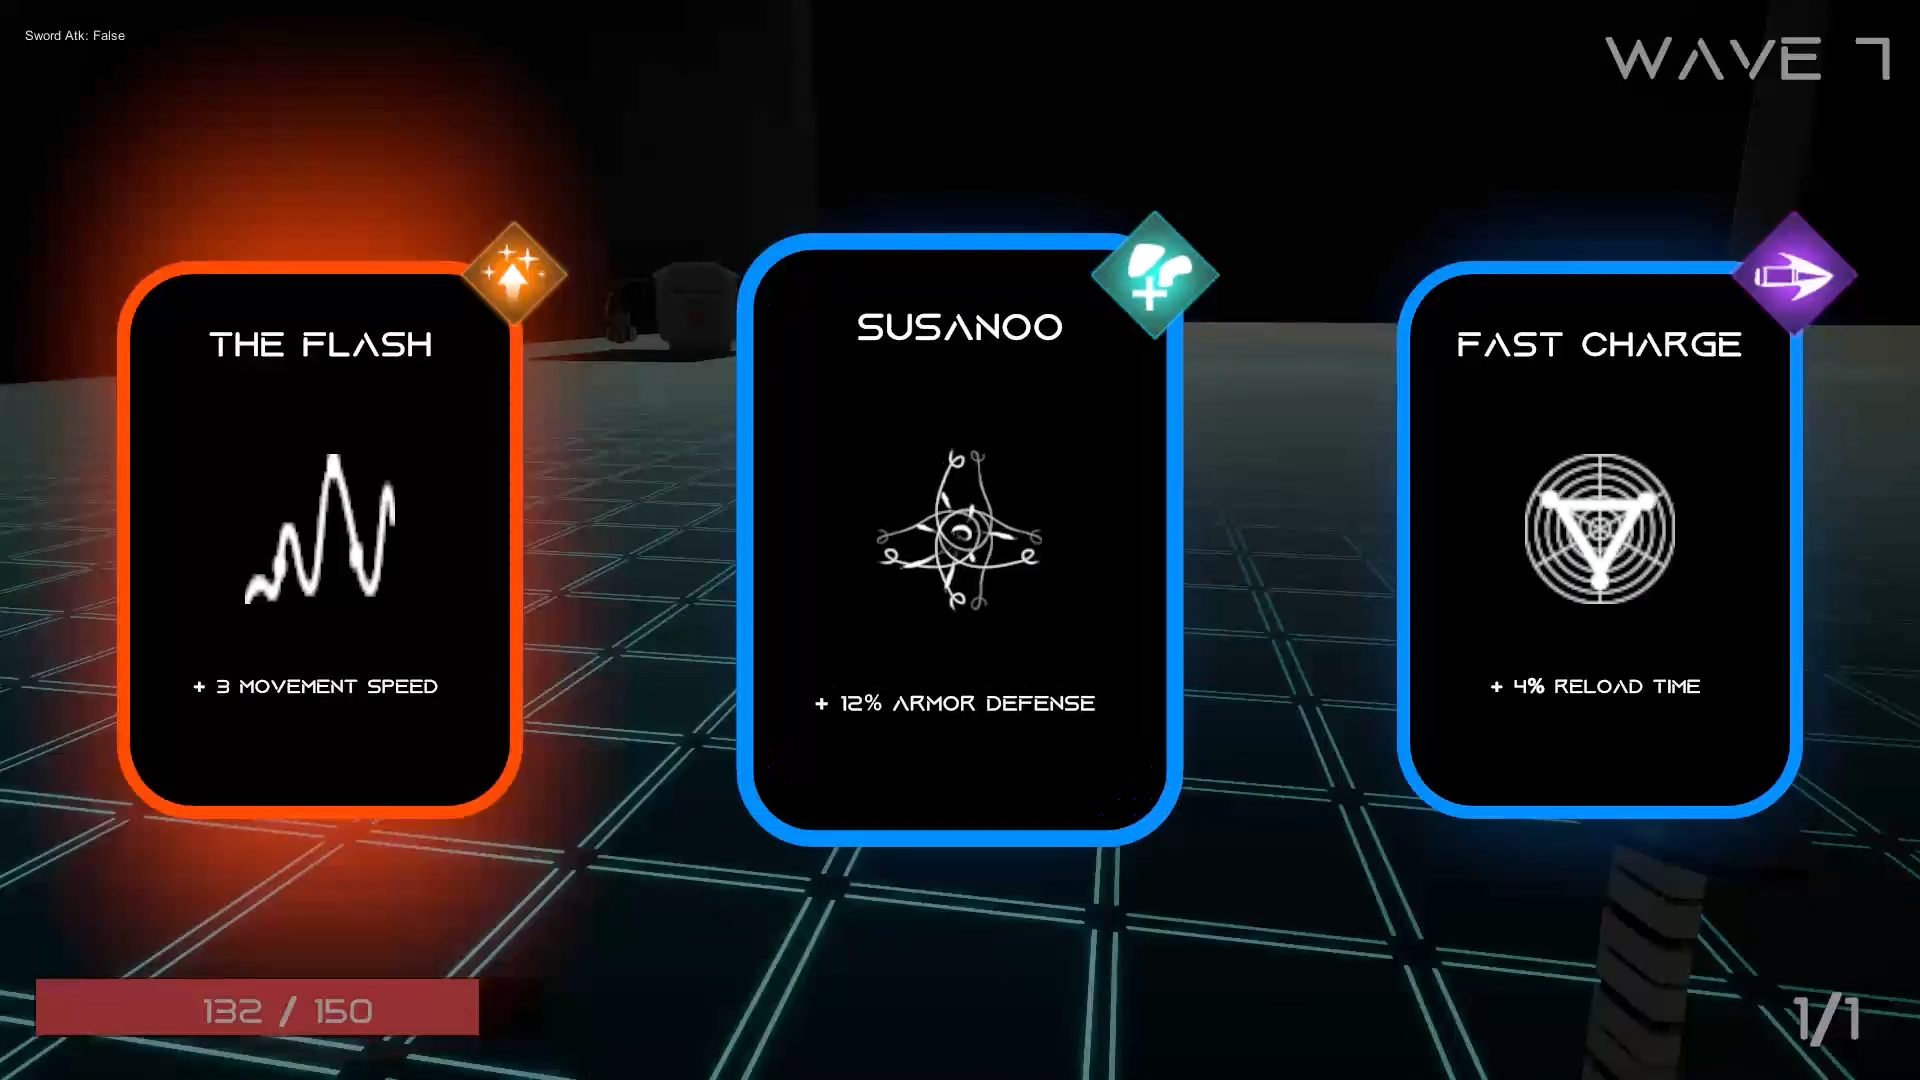 Sword Atk: False
WAVE 7
THE FLASH
+ 3 MOVEMENT SPEED
SUSANOO
+ 12% ARMOR DEFENSE
FAST CHARGE
+ 4% RELOAD TIME
132 / 150
1/1